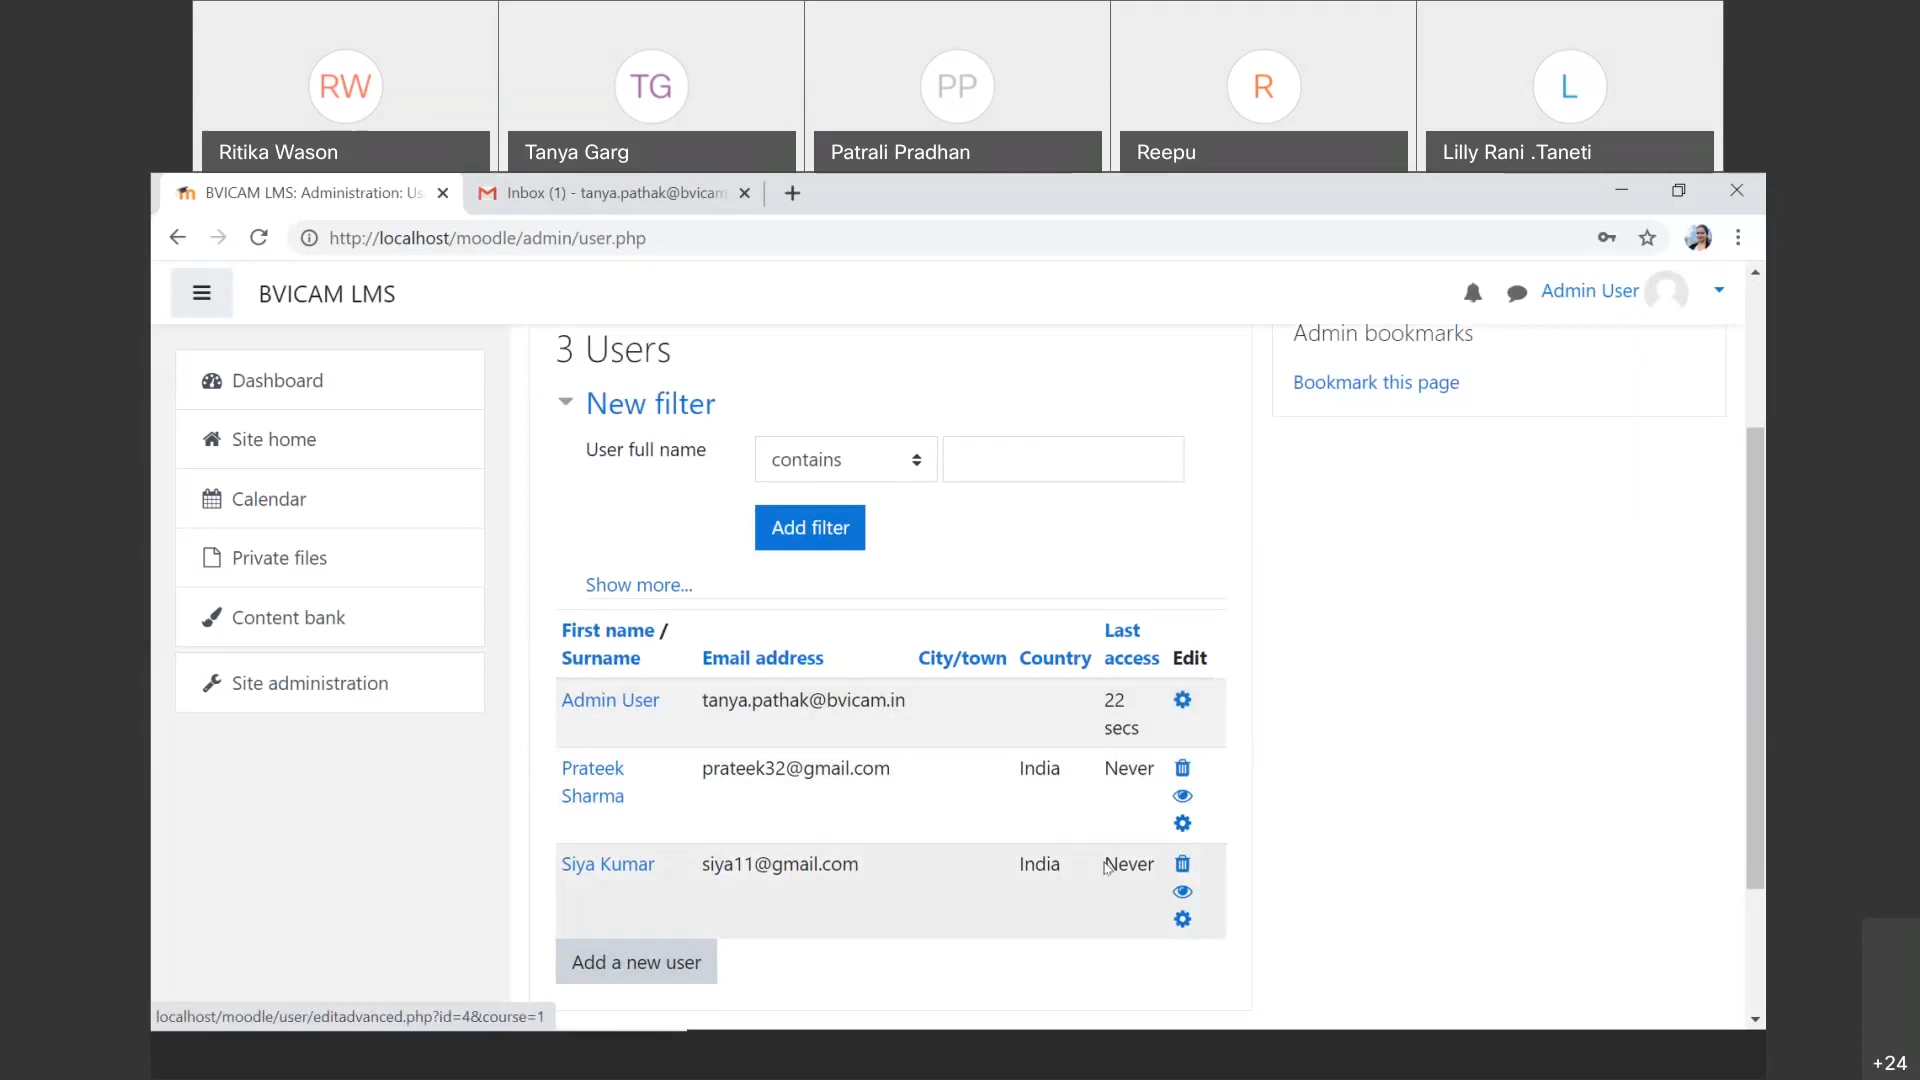 RW
TG
PP
R
L
Ritika Wason
Tanya Garg
Patrali Pradhan
Reepu
Lilly Rani .Taneti
BVICAM LMS: Administration: Us
Inbox (1) - tanya.pathak@bvicam
http://localhost/moodle/admin/user.php
BVICAM LMS
Admin User
Dashboard
Site home
Calendar
Private files
Content bank
Site administration
3 Users
New filter
User full name
contains
Add filter
Show more...
First name / Surname Email address City/town Country Last access Edit
Admin User tanya.pathak@bvicam.in 22 secs
Prateek Sharma prateek32@gmail.com India Never
Siya Kumar siya11@gmail.com India Never
Add a new user
Admin bookmarks
Bookmark this page
localhost/moodle/user/editadvanced.php?id=4&course=1
+24